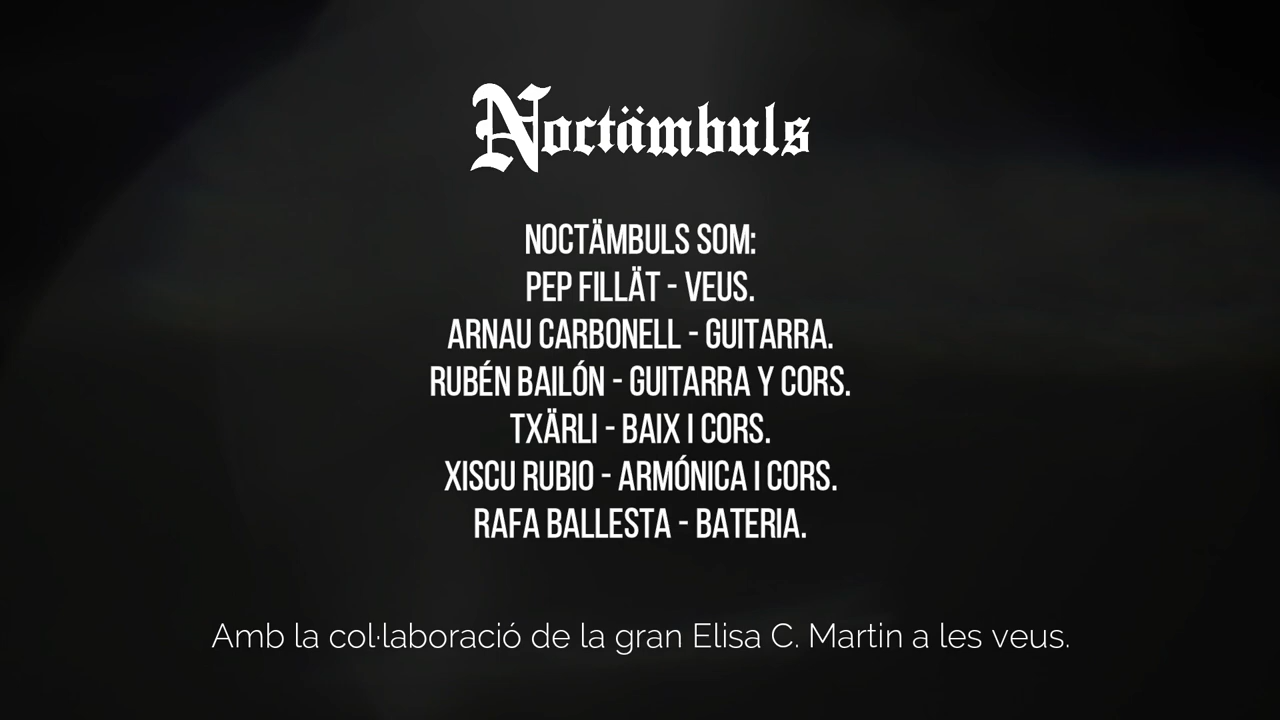 Noctämbuls
NOCTÄMBULS SOM:
PEP FILLÄT - VEUS.
ARNAU CARBONELL - GUITARRA.
RUBÉN BAILÓN - GUITARRA Y CORS.
TXÄRLI - BAIX I CORS.
XISCU RUBIO - ARMÓNICA I CORS.
RAFA BALLESTA - BATERIA.
Amb la col·laboració de la gran Elisa C. Martin a les veus.